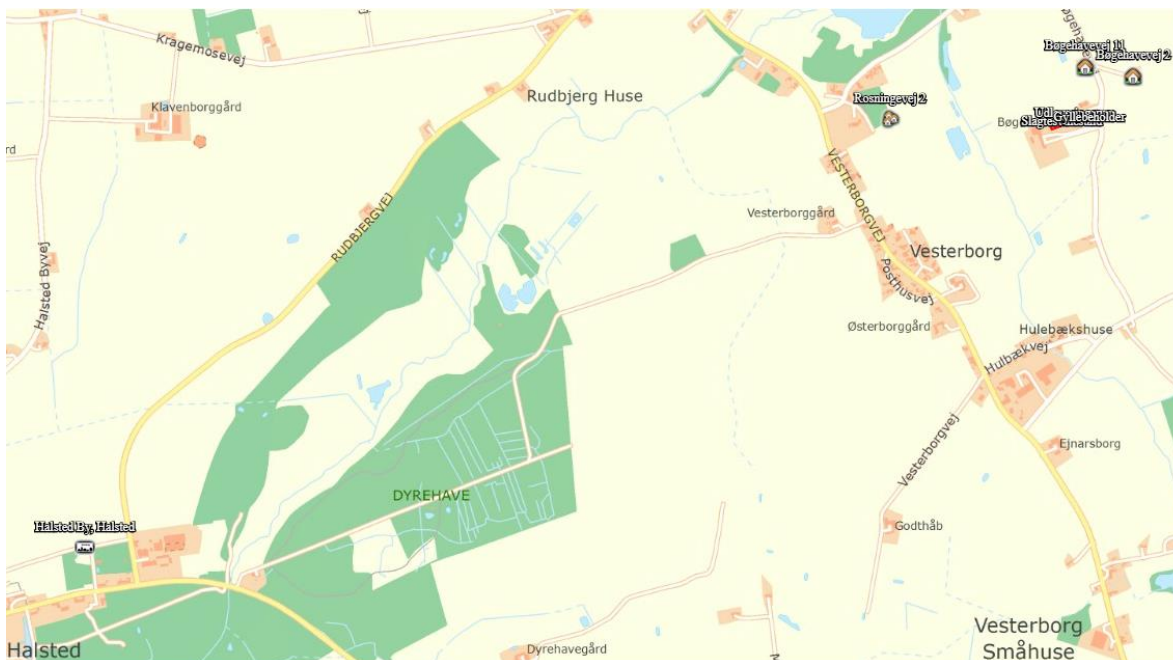 Kragemosevej
Klavenborggård
Rudbjerg Huse
RUDBJERGVEJ
Halsted Byvej
Bøgehavevej 11
Bøgehavevej 2
Rosningevej 2
Gyllebeholder
VESTERBORGVEJ
Vesterborggård
Vesterborg
Posthusvej
Østerborggård
Hulebækshuse
Hulbækvej
Vesterborgvej
Ejnarsborg
DYREHAVE
Godthåb
Halsted By, Halsted
Halsted
Dyrehavegård
Vesterborg
Småhuse